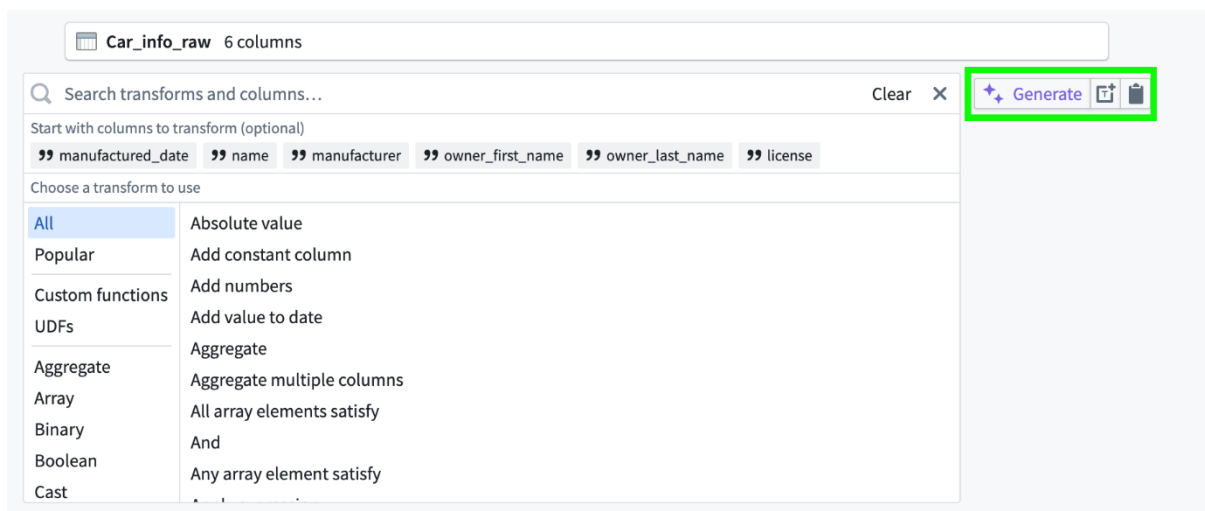 Car_info_raw 6 columns
Search transforms and columns... Clear
Generate
Start with columns to transform (optional)
manufactured_date name manufacturer owner_first_name owner_last_name license
Choose a transform to use
All
Popular
Custom functions
UDFs
Aggregate
Array
Binary
Boolean
Cast
Absolute value
Add constant column
Add numbers
Add value to date
Aggregate
Aggregate multiple columns
All array elements satisfy
And
Any array element satisfy